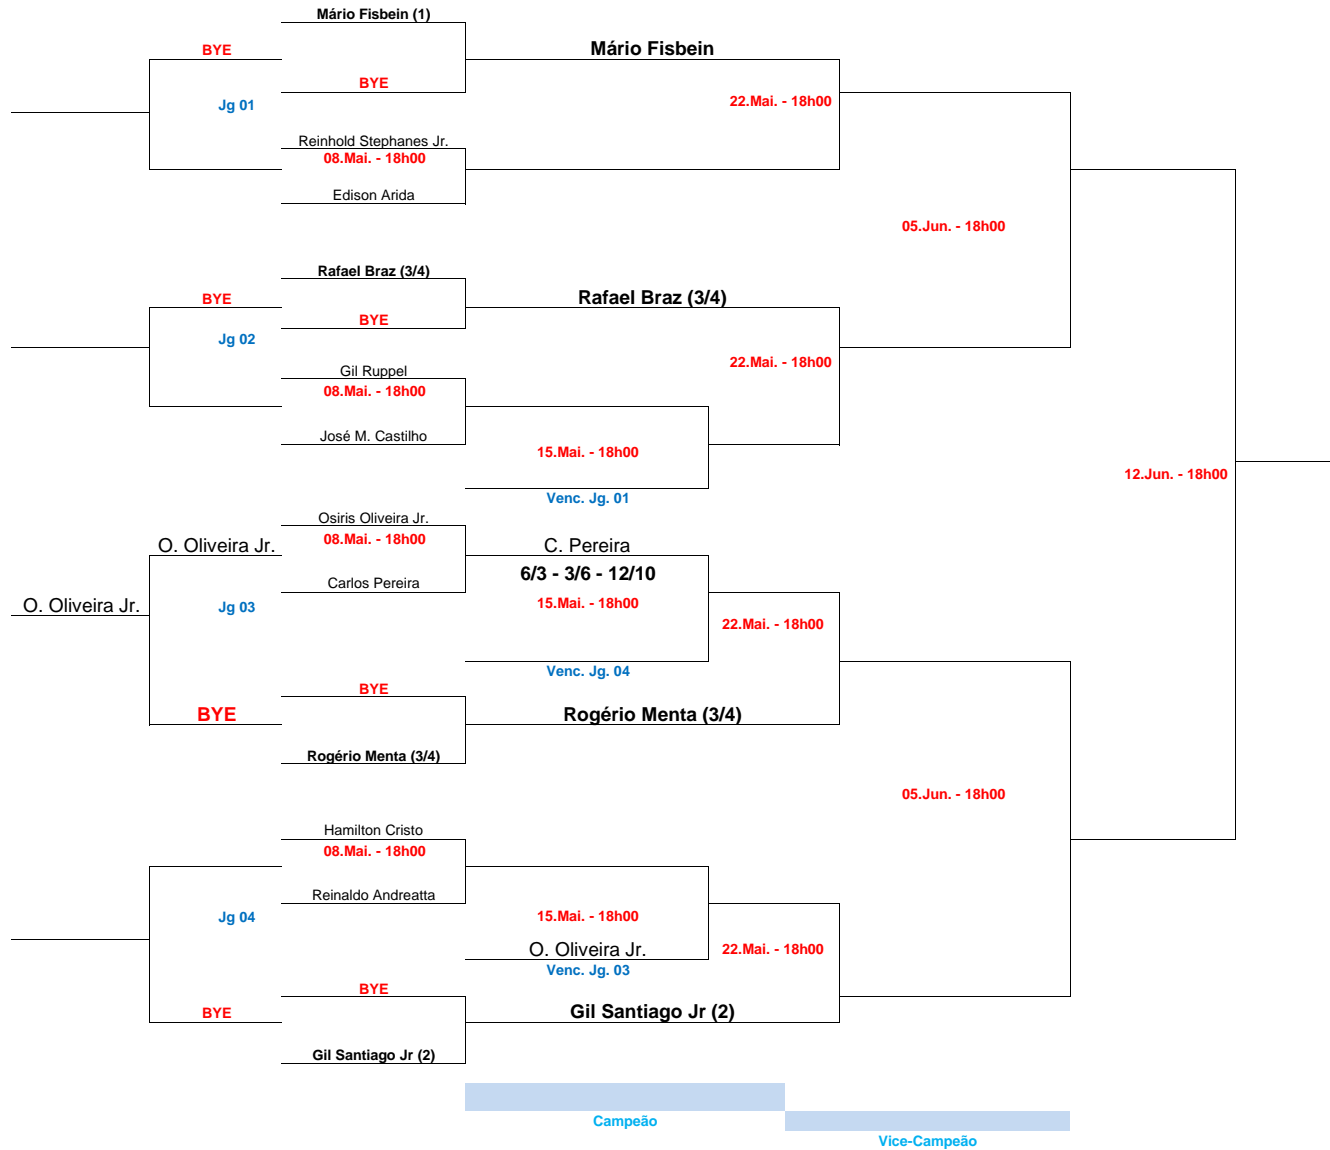 Mário Fisbein (1)
BYE
Mário Fisbein
BYE
Jg 01
22.Mai. - 18h00
Reinhold Stephanes Jr.
08.Mai. - 18h00
Edison Arida
05.Jun. - 18h00
Rafael Braz (3/4)
BYE
Rafael Braz (3/4)
BYE
Jg 02
22.Mai. - 18h00
Gil Ruppel
08.Mai. - 18h00
José M. Castilho
15.Mai. - 18h00
12.Jun. - 18h00
Venc. Jg. 01
Osiris Oliveira Jr.
O. Oliveira Jr.
08.Mai. - 18h00
C. Pereira
6/3 - 3/6 - 12/10
Carlos Pereira
O. Oliveira Jr.
Jg 03
15.Mai. - 18h00
22.Mai. - 18h00
Venc. Jg. 04
BYE
BYE
Rogério Menta (3/4)
Rogério Menta (3/4)
05.Jun. - 18h00
Hamilton Cristo
08.Mai. - 18h00
Reinaldo Andreatta
Jg 04
15.Mai. - 18h00
O. Oliveira Jr.
22.Mai. - 18h00
Venc. Jg. 03
BYE
BYE
Gil Santiago Jr (2)
Gil Santiago Jr (2)
Campeão
Vice-Campeão